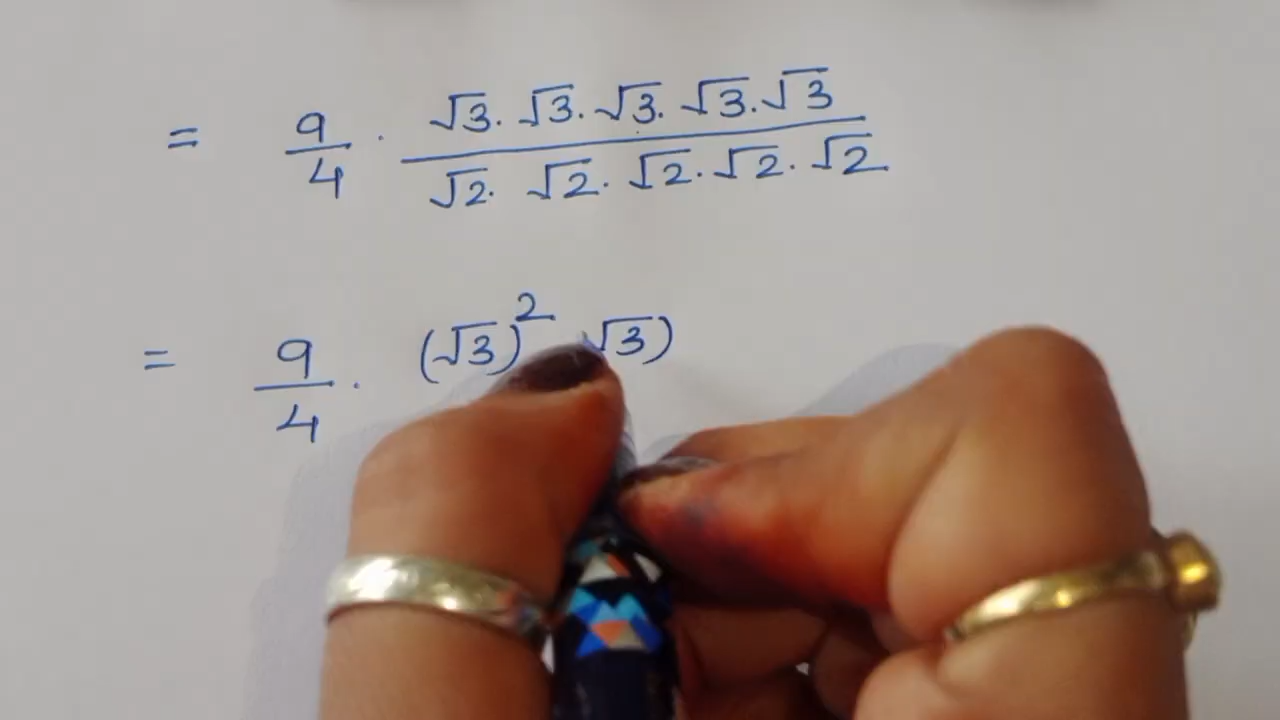 = 9/4 · √3 · √3 · √3 · √3 · √3 / √2 · √2 · √2 · √2 · √2
= 9/4 · (√3)² √3)